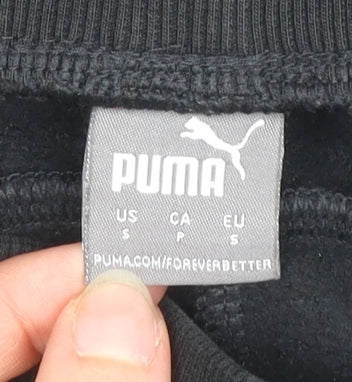 PUMA
US CA EU
S P S
PUMA.COM/FOREVERBETTER